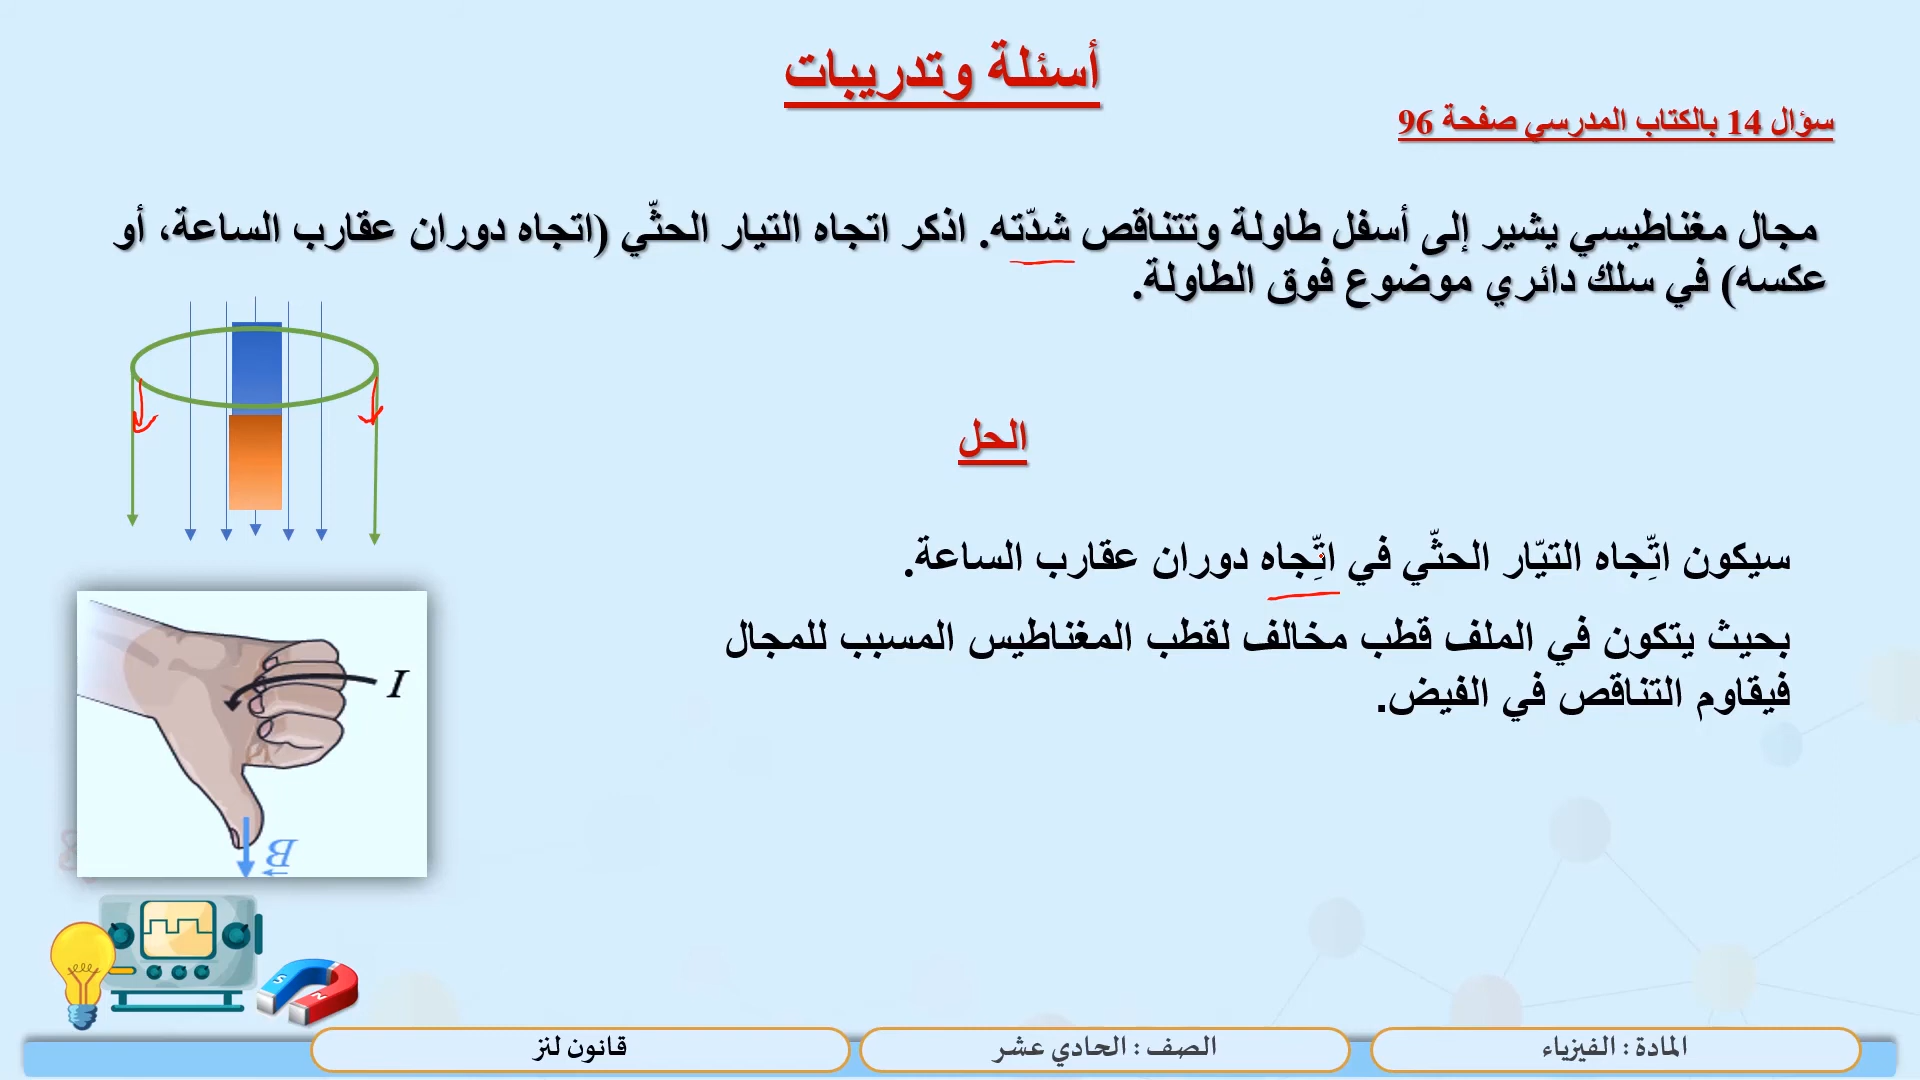 أسئلة وتدريبات
سؤال 14 بالكتاب المدرسي صفحة 96
مجال مغناطيسي يشير إلى أسفل طاولة وتتناقص شدّته. اذكر اتجاه التيار الحثّي (اتجاه دوران عقارب الساعة، أو
عكسه) في سلك دائري موضوع فوق الطاولة.
الحل
سيكون اتِّجاه التيّار الحثّي في اتِّجاه دوران عقارب الساعة.
بحيث يتكون في الملف قطب مخالف لقطب المغناطيس المسبب للمجال
فيقاوم التناقص في الفيض.
I
B
S
N
المادة : الفيزياء
الصف : الحادي عشر
قانون لنز